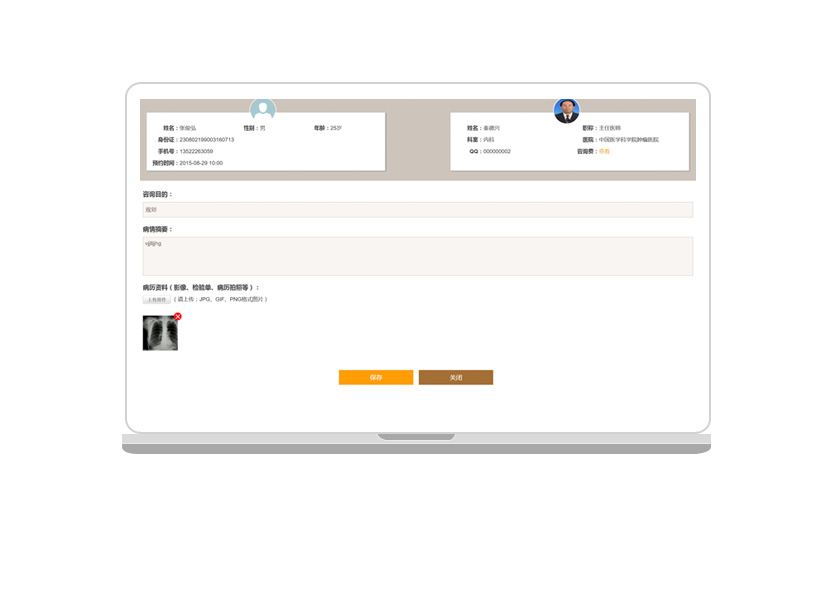 姓名：张俊弘 性别：男 年龄：25岁
身份证：230802199003160713
手机号：13522263059
预约时间：2015-08-29 10:00
姓名：秦德兴 职称：主任医师
科室：内科 医院：中国医学科学院肿瘤医院
QQ：000000002 咨询费：
咨询目的：
病情摘要：
病历资料（影像、检验单、病历拍照等）：
上传附件 （请上传：JPG、GIF、PNG格式图片）
保存 关闭